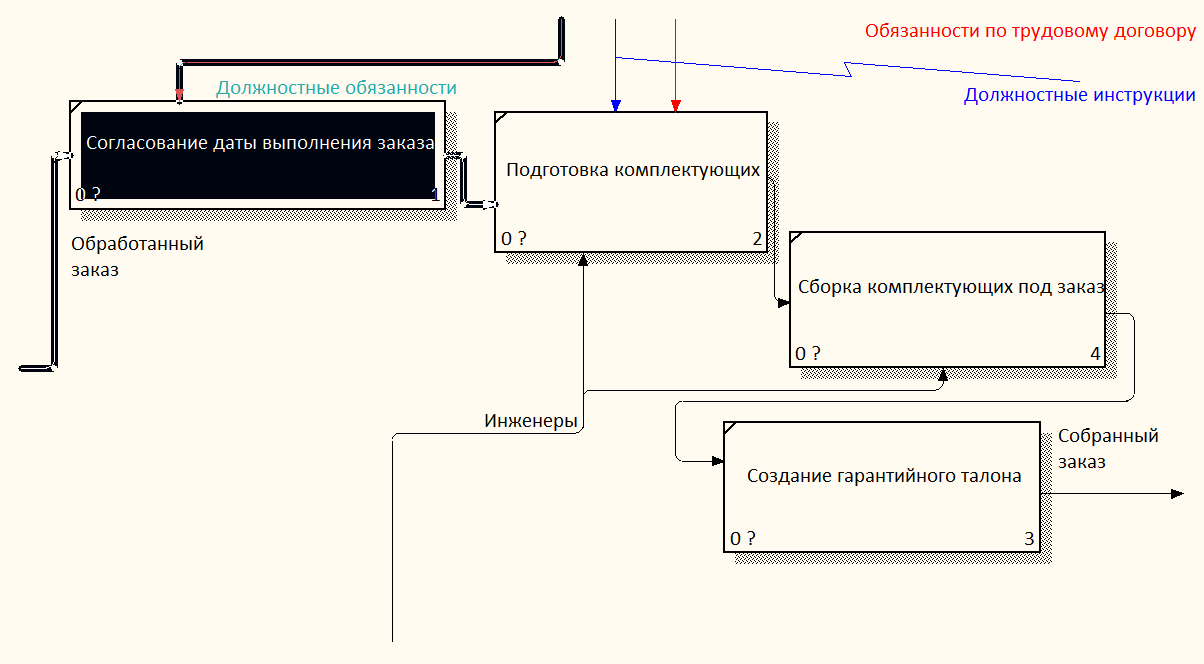 Обязанности по трудовому договору
Должностные обязанности
Должностные инструкции
Согласование даты выполнения заказа
0 ? 1
Подготовка комплектующих
0 ? 2
Обработанный
заказ
Сборка комплектующих под заказ
0 ? 4
Инженеры
Собранный
заказ
Создание гарантийного талона
0 ? 3